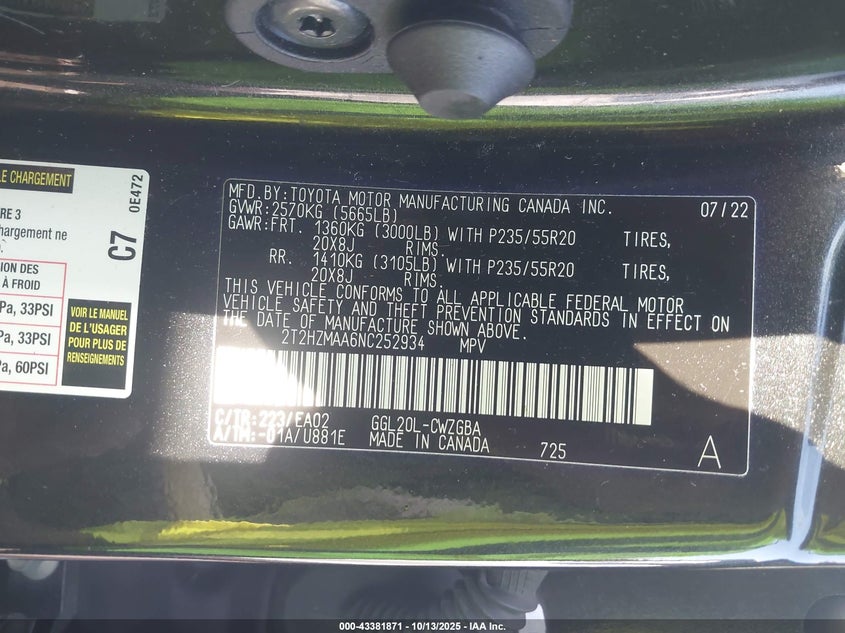 LE CHARGEMENT
0E472
RE 3
chargement ne
C7
ION DES
À FROID
Pa, 33PSI
Pa, 33PSI
Pa, 60PSI
VOIR LE MANUEL
DE L'USAGER
POUR PLUS DE
RENSEIGNEMENTS
MFD.BY:TOYOTA MOTOR MANUFACTURING CANADA INC. 07/22
GVWR:2570KG (5665LB)
GAWR:FRT. 1360KG (3000LB) WITH P235/55R20 TIRES,
20X8J RIMS.
RR. 1410KG (3105LB) WITH P235/55R20 TIRES,
20X8J RIMS.
THIS VEHICLE CONFORMS TO ALL APPLICABLE FEDERAL MOTOR
VEHICLE SAFETY AND THEFT PREVENTION STANDARDS IN EFFECT ON
THE DATE OF MANUFACTURE SHOWN ABOVE.
2T2HZMAA6NC252934 MPV
C/TR:223/EA02 GGL20L-CWZGBA
A/TM:-01A/U881E MADE IN CANADA 725
A
000-43381871 | 10/13/2025 - IAA Inc.